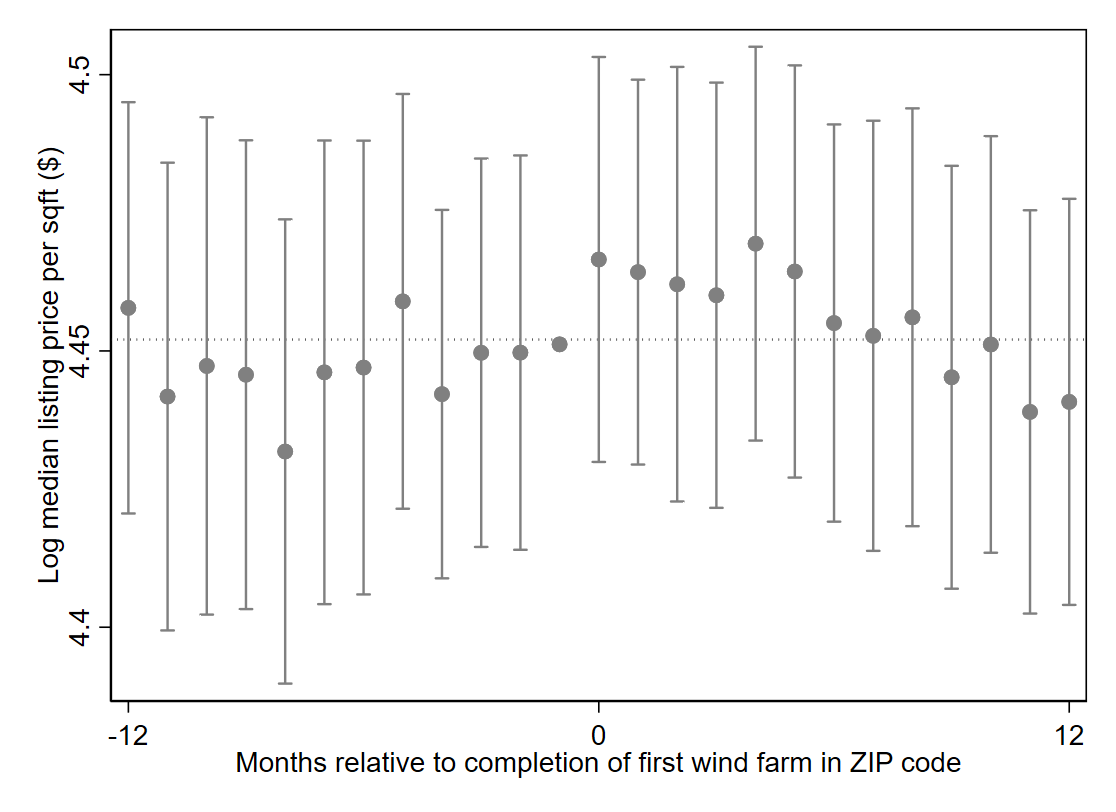 Log median listing price per sqft ($)
4.5
4.45
4.4
-12 0 12
Months relative to completion of first wind farm in ZIP code